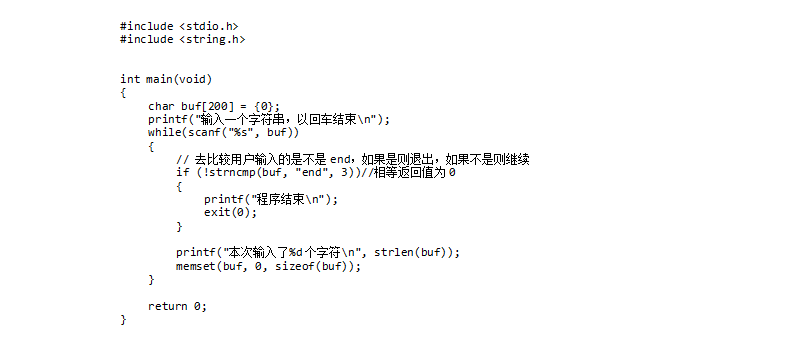 #include <stdio.h>
#include <string.h>
int main(void)
{
char buf[200] = {0};
printf("输入一个字符串，以回车结束\n");
while(scanf("%s", buf))
{
// 去比较用户输入的是不是 end，如果是则退出，如果不是则继续
if (!strncmp(buf, "end", 3))//相等返回值为 0
{
printf("程序结束\n");
exit(0);
}
printf("本次输入了%d个字符\n", strlen(buf));
memset(buf, 0, sizeof(buf));
}
return 0;
}